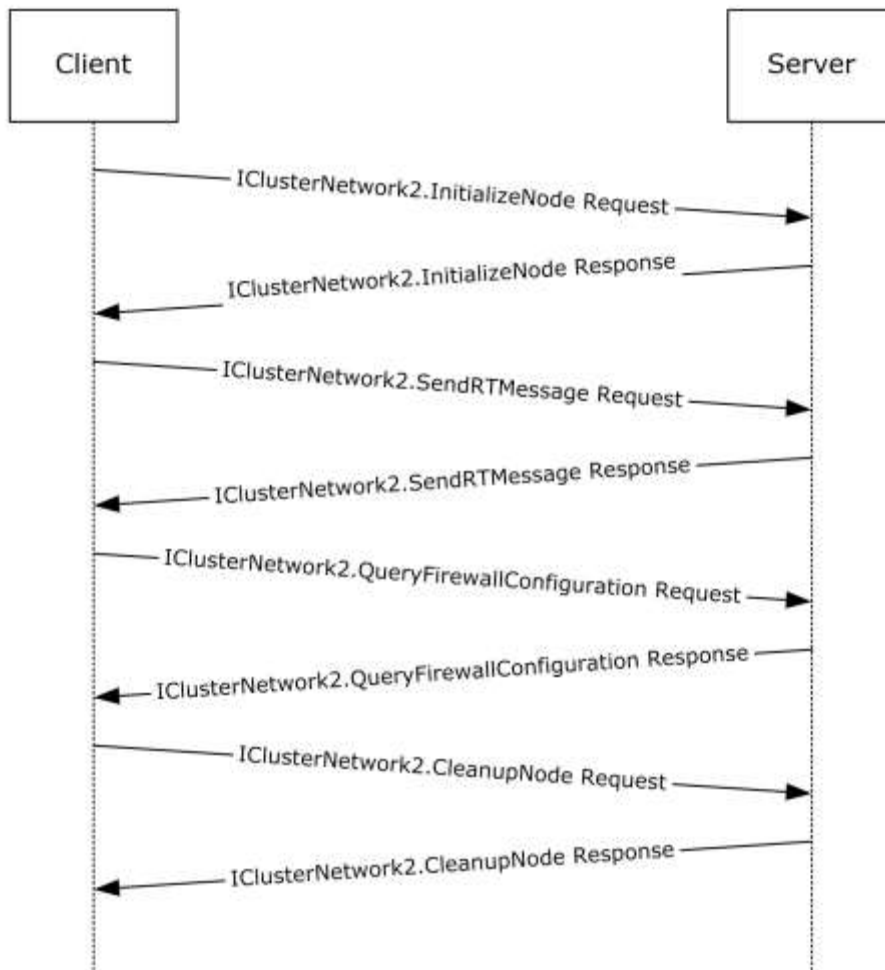 Client
Server
IClusterNetwork2.InitializeNode Request
IClusterNetwork2.InitializeNode Response
IClusterNetwork2.SendRTMessage Request
IClusterNetwork2.SendRTMessage Response
IClusterNetwork2.QueryFirewallConfiguration Request
IClusterNetwork2.QueryFirewallConfiguration Response
IClusterNetwork2.CleanupNode Request
IClusterNetwork2.CleanupNode Response